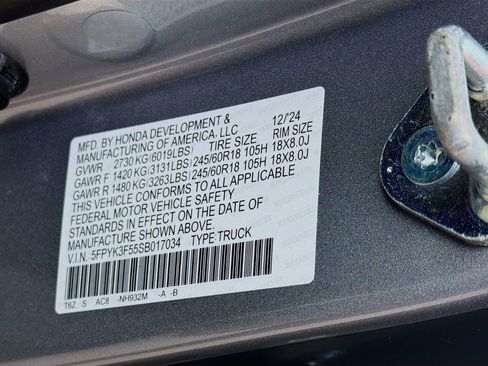 MFD. BY HONDA DEVELOPMENT & 12/'24
MANUFACTURING OF AMERICA, LLC
GVWR 2730 KG(6019LBS) TIRE SIZE RIM SIZE
GAWR F 1420 KG(3131LBS) 245/60R18 105H 18X8.0J
GAWR R 1480 KG(3263LBS) 245/60R18 105H 18X8.0J
THIS VEHICLE CONFORMS TO ALL APPLICABLE
FEDERAL MOTOR VEHICLE SAFETY
STANDARDS IN EFFECT ON THE DATE OF
MANUFACTURE SHOWN ABOVE.
V.I.N.: 5FPYK3F55SB017034 TYPE:TRUCK
T6Z S AC8 -NH932M -A -B